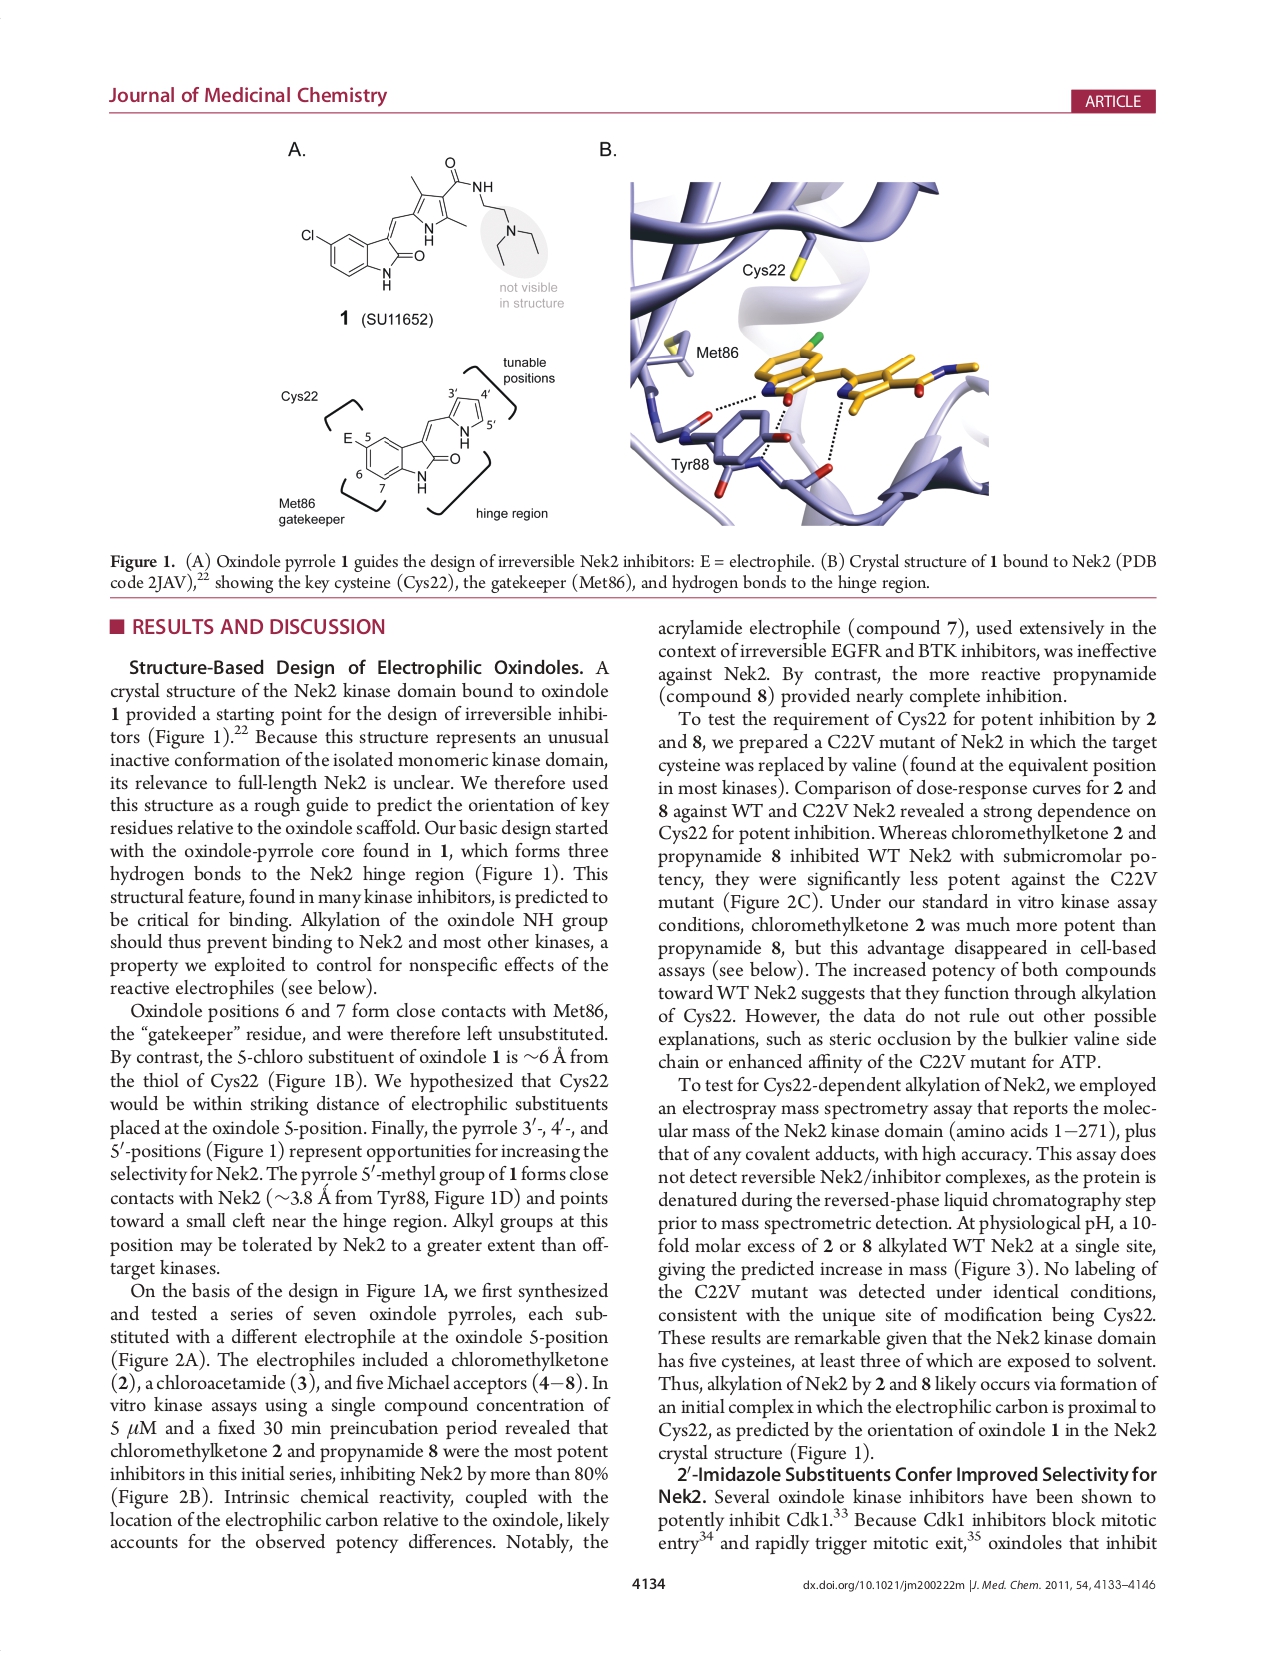 Journal of Medicinal Chemistry
ARTICLE
A.
O
NH
N
N
H
Cl
O
N
H
not visible
in structure
1 (SU11652)
tunable
positions
Cys22
3′
4′
5′
N
H
E
5
O
6
7
N
H
Met86
gatekeeper
hinge region
B.
Cys22
Met86
Tyr88
Figure 1. (A) Oxindole pyrrole 1 guides the design of irreversible Nek2 inhibitors: E = electrophile. (B) Crystal structure of 1 bound to Nek2 (PDB
code 2JAV),22 showing the key cysteine (Cys22), the gatekeeper (Met86), and hydrogen bonds to the hinge region.
■ RESULTS AND DISCUSSION
Structure-Based Design of Electrophilic Oxindoles. A
crystal structure of the Nek2 kinase domain bound to oxindole
1 provided a starting point for the design of irreversible inhibi-
tors (Figure 1).22 Because this structure represents an unusual
inactive conformation of the isolated monomeric kinase domain,
its relevance to full-length Nek2 is unclear. We therefore used
this structure as a rough guide to predict the orientation of key
residues relative to the oxindole scaffold. Our basic design started
with the oxindole-pyrrole core found in 1, which forms three
hydrogen bonds to the Nek2 hinge region (Figure 1). This
structural feature, found in many kinase inhibitors, is predicted to
be critical for binding. Alkylation of the oxindole NH group
should thus prevent binding to Nek2 and most other kinases, a
property we exploited to control for nonspecific effects of the
reactive electrophiles (see below).
Oxindole positions 6 and 7 form close contacts with Met86,
the “gatekeeper” residue, and were therefore left unsubstituted.
By contrast, the 5-chloro substituent of oxindole 1 is ∼6 Å from
the thiol of Cys22 (Figure 1B). We hypothesized that Cys22
would be within striking distance of electrophilic substituents
placed at the oxindole 5-position. Finally, the pyrrole 3′-, 4′-, and
5′-positions (Figure 1) represent opportunities for increasing the
selectivity for Nek2. The pyrrole 5′-methyl group of 1 forms close
contacts with Nek2 (∼3.8 Å from Tyr88, Figure 1D) and points
toward a small cleft near the hinge region. Alkyl groups at this
position may be tolerated by Nek2 to a greater extent than off-
target kinases.
On the basis of the design in Figure 1A, we first synthesized
and tested a series of seven oxindole pyrroles, each sub-
stituted with a different electrophile at the oxindole 5-position
(Figure 2A). The electrophiles included a chloromethylketone
(2), a chloroacetamide (3), and five Michael acceptors (4−8). In
vitro kinase assays using a single compound concentration of
5 μM and a fixed 30 min preincubation period revealed that
chloromethylketone 2 and propynamide 8 were the most potent
inhibitors in this initial series, inhibiting Nek2 by more than 80%
(Figure 2B). Intrinsic chemical reactivity, coupled with the
location of the electrophilic carbon relative to the oxindole, likely
accounts for the observed potency differences. Notably, the
acrylamide electrophile (compound 7), used extensively in the
context of irreversible EGFR and BTK inhibitors, was ineffective
against Nek2. By contrast, the more reactive propynamide
(compound 8) provided nearly complete inhibition.
To test the requirement of Cys22 for potent inhibition by 2
and 8, we prepared a C22V mutant of Nek2 in which the target
cysteine was replaced by valine (found at the equivalent position
in most kinases). Comparison of dose-response curves for 2 and
8 against WT and C22V Nek2 revealed a strong dependence on
Cys22 for potent inhibition. Whereas chloromethylketone 2 and
propynamide 8 inhibited WT Nek2 with submicromolar po-
tency, they were significantly less potent against the C22V
mutant (Figure 2C). Under our standard in vitro kinase assay
conditions, chloromethylketone 2 was much more potent than
propynamide 8, but this advantage disappeared in cell-based
assays (see below). The increased potency of both compounds
toward WT Nek2 suggests that they function through alkylation
of Cys22. However, the data do not rule out other possible
explanations, such as steric occlusion by the bulkier valine side
chain or enhanced affinity of the C22V mutant for ATP.
To test for Cys22-dependent alkylation of Nek2, we employed
an electrospray mass spectrometry assay that reports the molec-
ular mass of the Nek2 kinase domain (amino acids 1−271), plus
that of any covalent adducts, with high accuracy. This assay does
not detect reversible Nek2/inhibitor complexes, as the protein is
denatured during the reversed-phase liquid chromatography step
prior to mass spectrometric detection. At physiological pH, a 10-
fold molar excess of 2 or 8 alkylated WT Nek2 at a single site,
giving the predicted increase in mass (Figure 3). No labeling of
the C22V mutant was detected under identical conditions,
consistent with the unique site of modification being Cys22.
These results are remarkable given that the Nek2 kinase domain
has five cysteines, at least three of which are exposed to solvent.
Thus, alkylation of Nek2 by 2 and 8 likely occurs via formation of
an initial complex in which the electrophilic carbon is proximal to
Cys22, as predicted by the orientation of oxindole 1 in the Nek2
crystal structure (Figure 1).
2′-Imidazole Substituents Confer Improved Selectivity for
Nek2. Several oxindole kinase inhibitors have been shown to
potently inhibit Cdk1.33 Because Cdk1 inhibitors block mitotic
entry34 and rapidly trigger mitotic exit,35 oxindoles that inhibit
4134
dx.doi.org/10.1021/jm200222m |J. Med. Chem. 2011, 54, 4133–4146